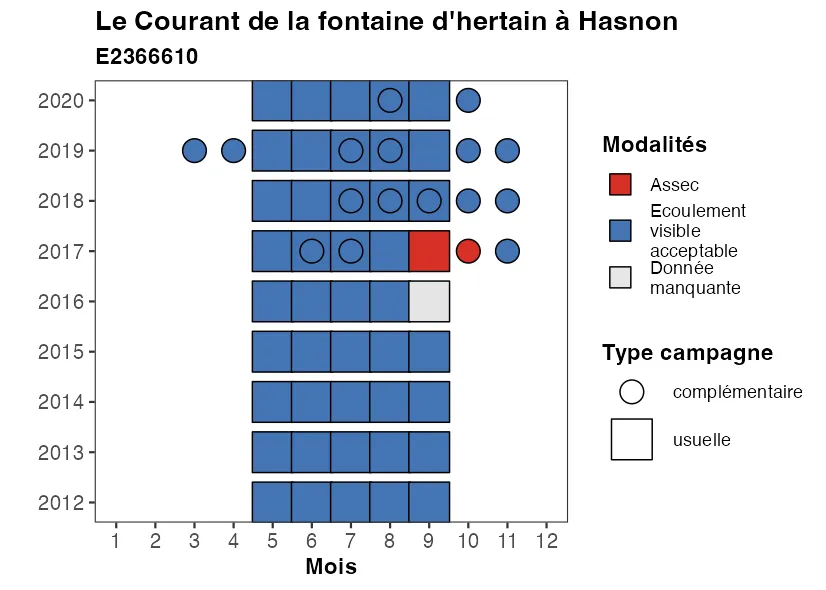 Le Courant de la fontaine d'hertain à Hasnon
E2366610
2020
2019
2018
2017
2016
2015
2014
2013
2012
1 2 3 4 5 6 7 8 9 10 11 12
Mois
Modalités
Assec
Ecoulement
visible
acceptable
Donnée
manquante
Type campagne
complémentaire
usuelle